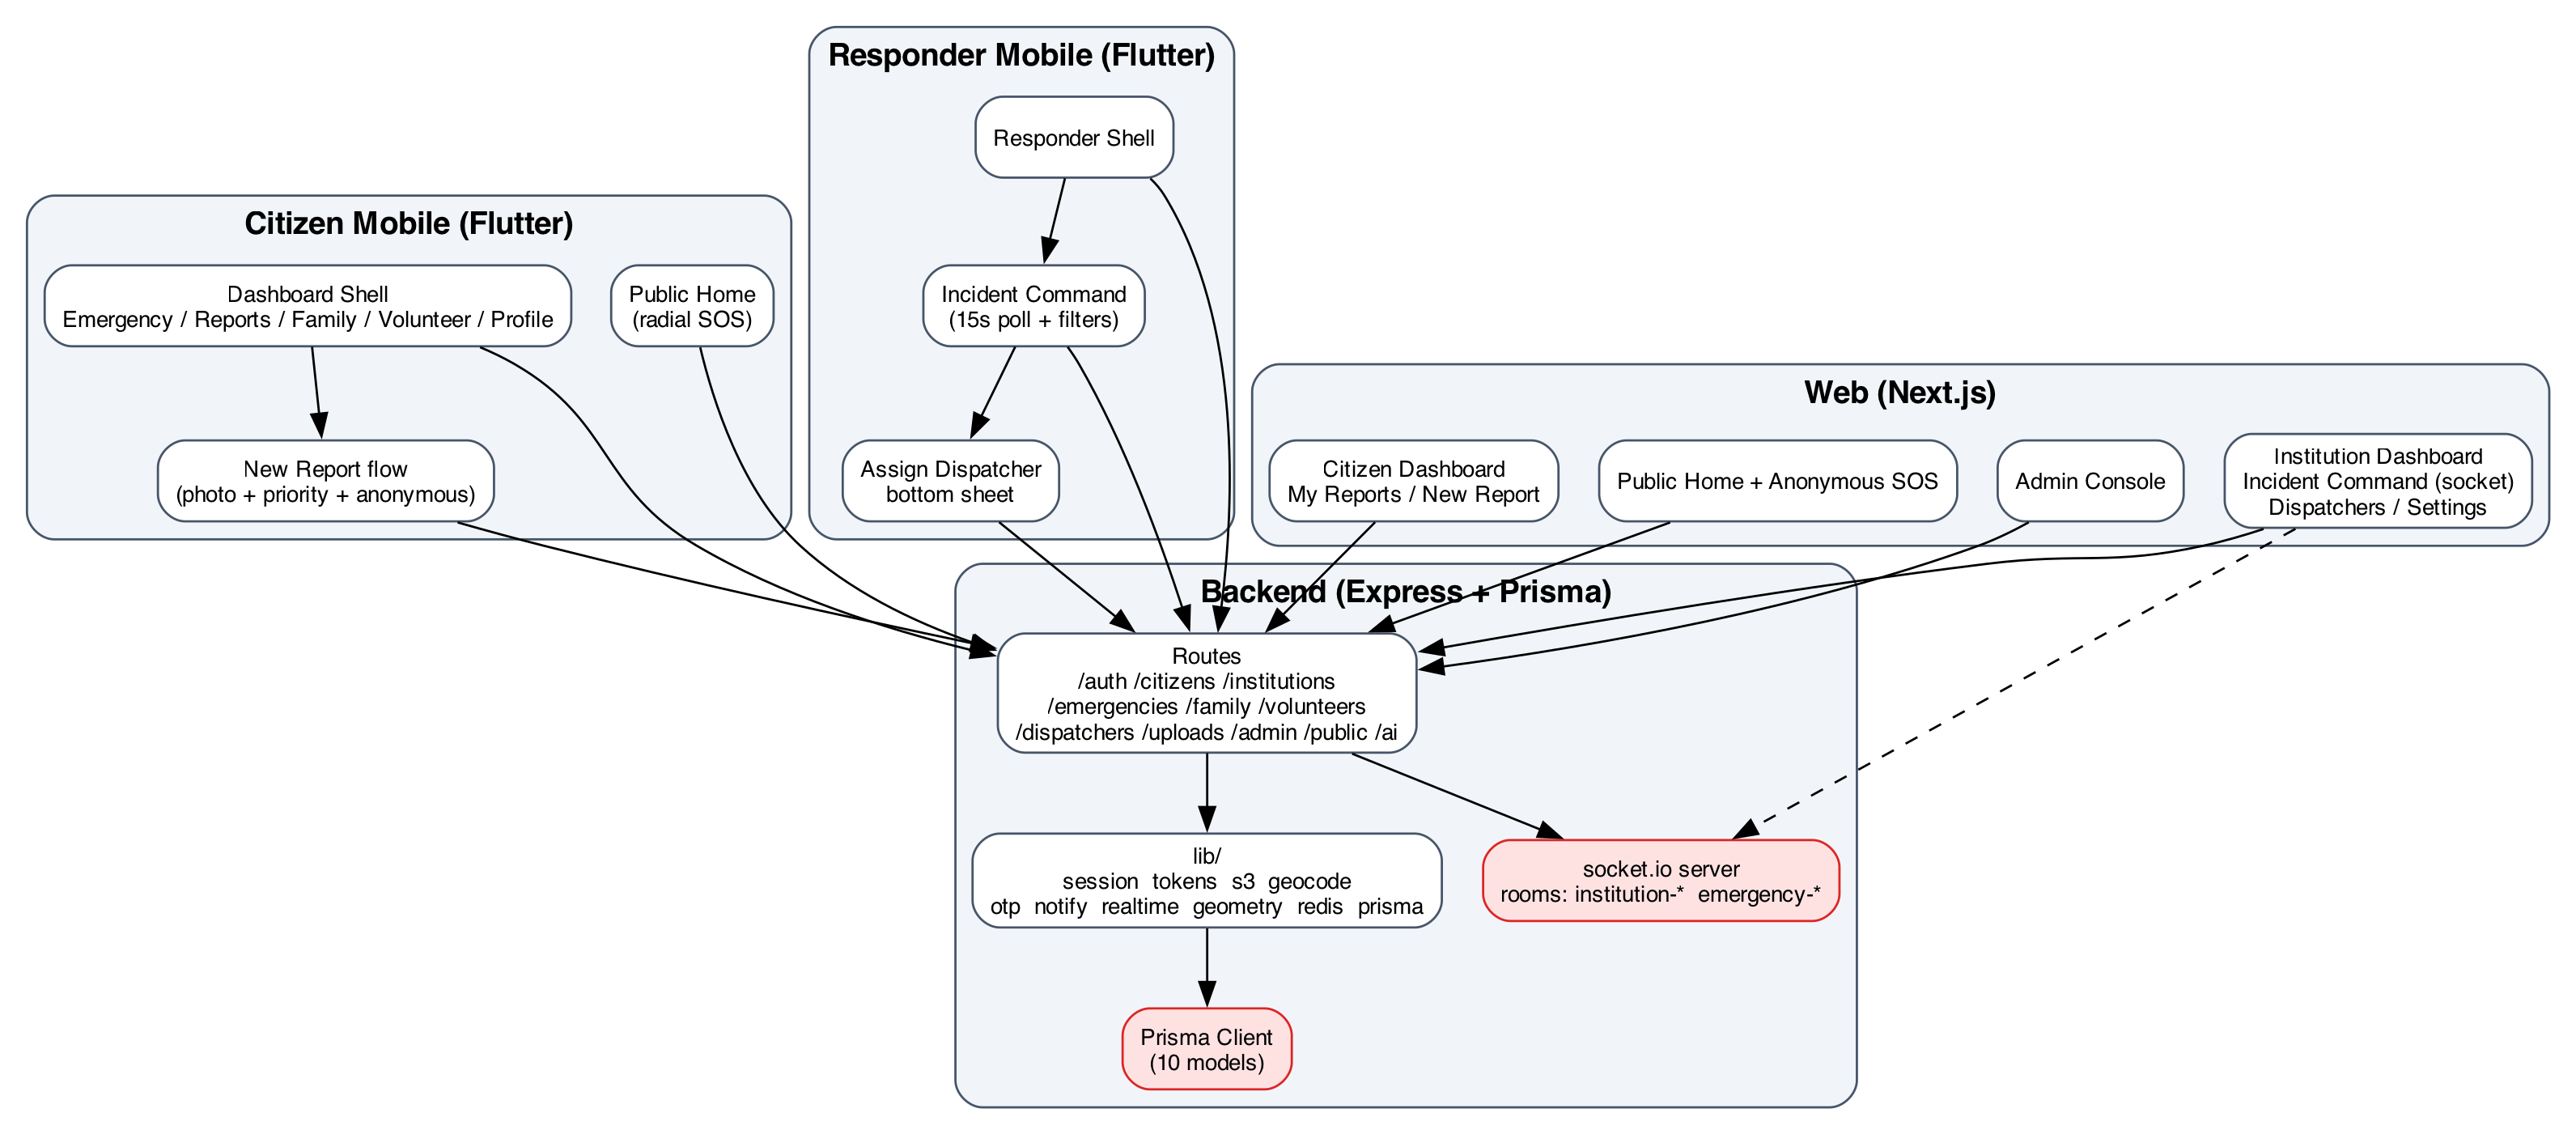 Responder Mobile (Flutter)
Responder Shell
Incident Command
(15s poll + filters)
Assign Dispatcher
bottom sheet
Citizen Mobile (Flutter)
Dashboard Shell
Emergency / Reports / Family / Volunteer / Profile
Public Home
(radial SOS)
New Report flow
(photo + priority + anonymous)
Web (Next.js)
Citizen Dashboard
My Reports / New Report
Public Home + Anonymous SOS
Admin Console
Institution Dashboard
Incident Command (socket)
Dispatchers / Settings
Backend (Express + Prisma)
Routes
/auth /citizens /institutions
/emergencies /family /volunteers
/dispatchers /uploads /admin /public /ai
lib/
session tokens s3 geocode
otp notify realtime geometry redis prisma
socket.io server
rooms: institution-* emergency-*
Prisma Client
(10 models)